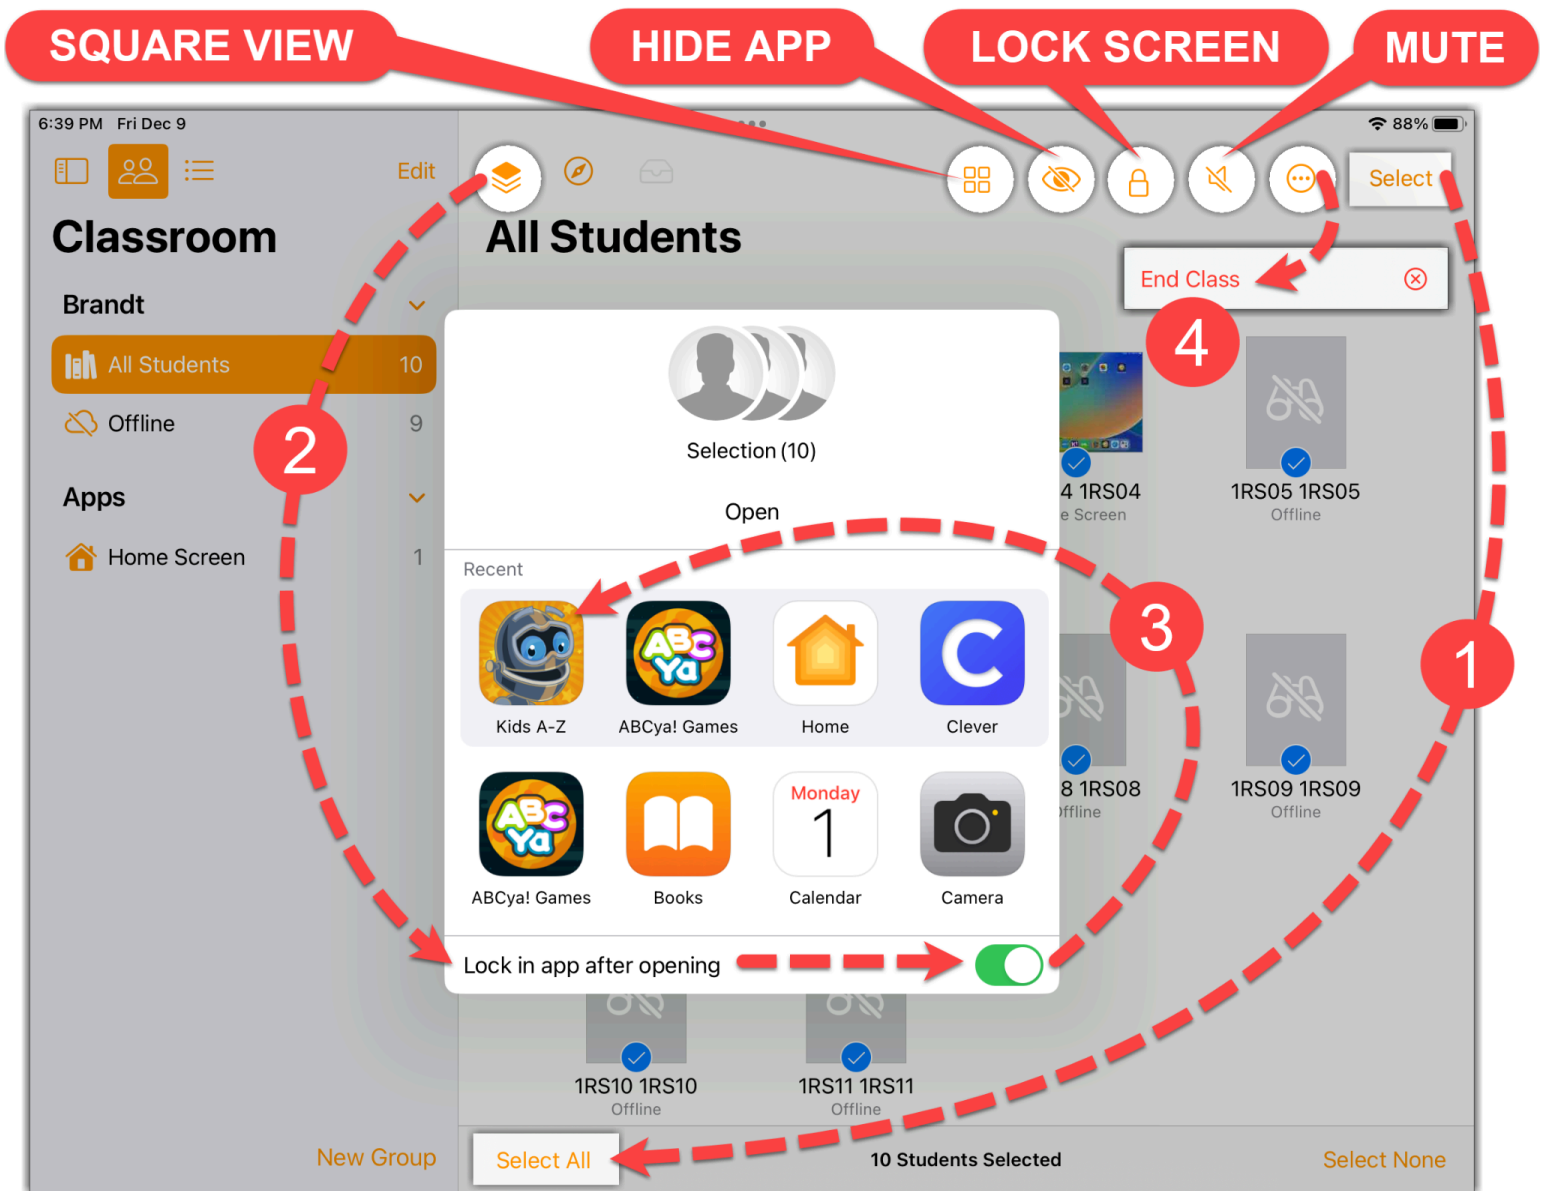 SQUARE VIEW
HIDE APP
LOCK SCREEN
MUTE
6:39 PM Fri Dec 9
88%
Edit
Select
Classroom
All Students
End Class
4
Brandt
All Students 10
Offline 9
2
Apps
Home Screen 1
Selection (10)
Open
Recent
Kids A-Z
ABCya! Games
Home
Clever
C
ABC
Ya
ABC
Ya
Monday
1
ABCya! Games
Books
Calendar
Camera
Lock in app after opening
4 1RS04
e Screen
1RS05 1RS05
Offline
3
1
8 1RS08
ffline
1RS09 1RS09
Offline
1RS10 1RS10
Offline
1RS11 1RS11
Offline
New Group
Select All
10 Students Selected
Select None